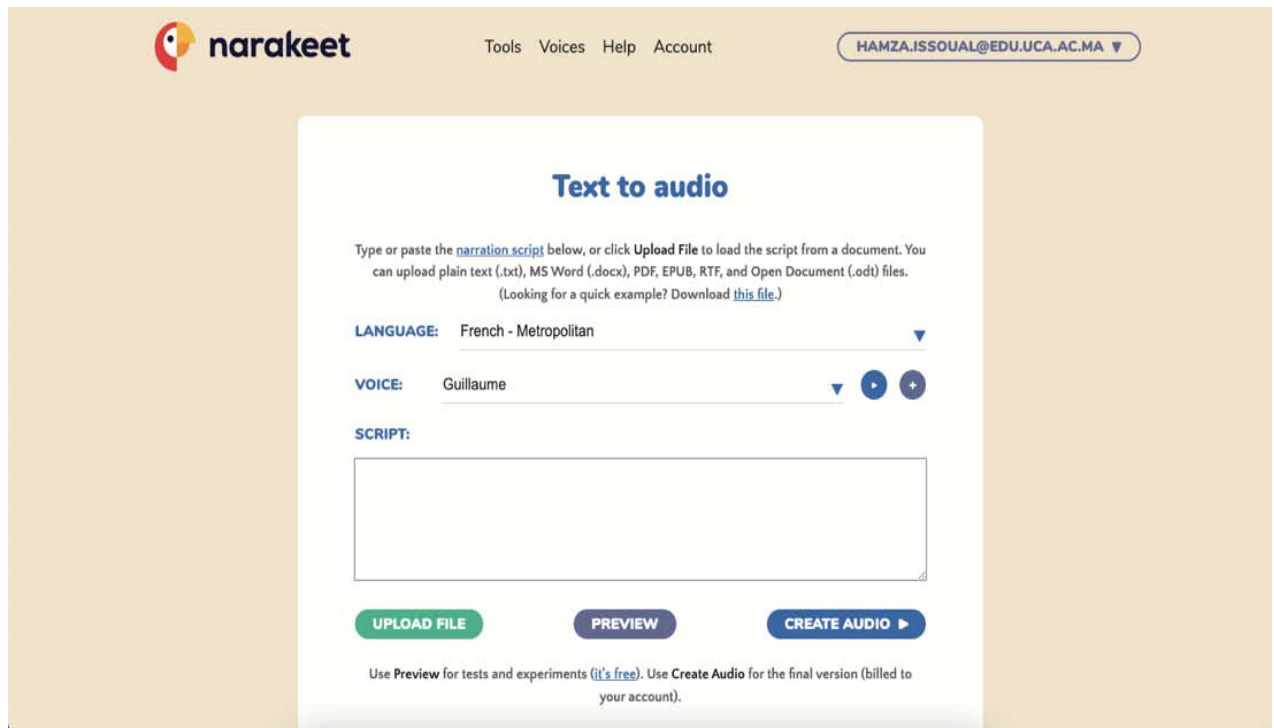 narakeet
Tools Voices Help Account
HAMZA.ISSOUAL@EDU.UCA.AC.MA
Text to audio
Type or paste the narration script below, or click Upload File to load the script from a document. You
can upload plain text (.txt), MS Word (.docx), PDF, EPUB, RTF, and Open Document (.odt) files.
(Looking for a quick example? Download this file.)
LANGUAGE: French - Metropolitan
VOICE: Guillaume
SCRIPT:
UPLOAD FILE PREVIEW CREATE AUDIO
Use Preview for tests and experiments (it's free). Use Create Audio for the final version (billed to
your account).